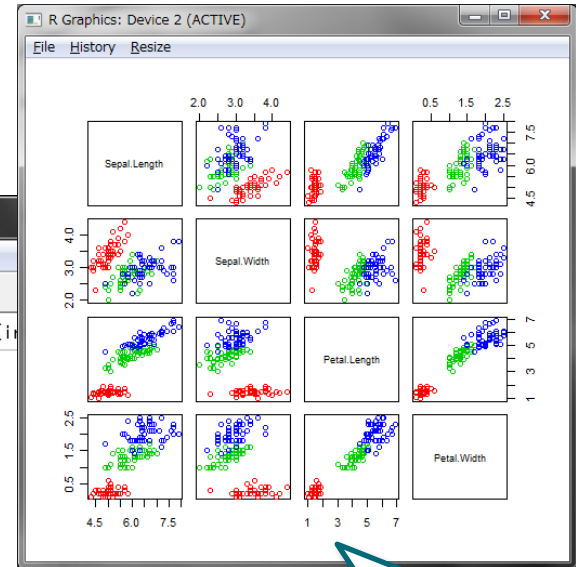 R Graphics: Device 2 (ACTIVE)
File History Resize
2.0 3.0 4.0
0.5 1.5 2.5
Sepal.Length
4.5 6.0 7.5
2.0 3.0 4.0
Sepal.Width
Petal.Length
1 3 5 7
0.5 1.5 2.5
Petal.Width
4.5 6.0 7.5
1 3 5 7